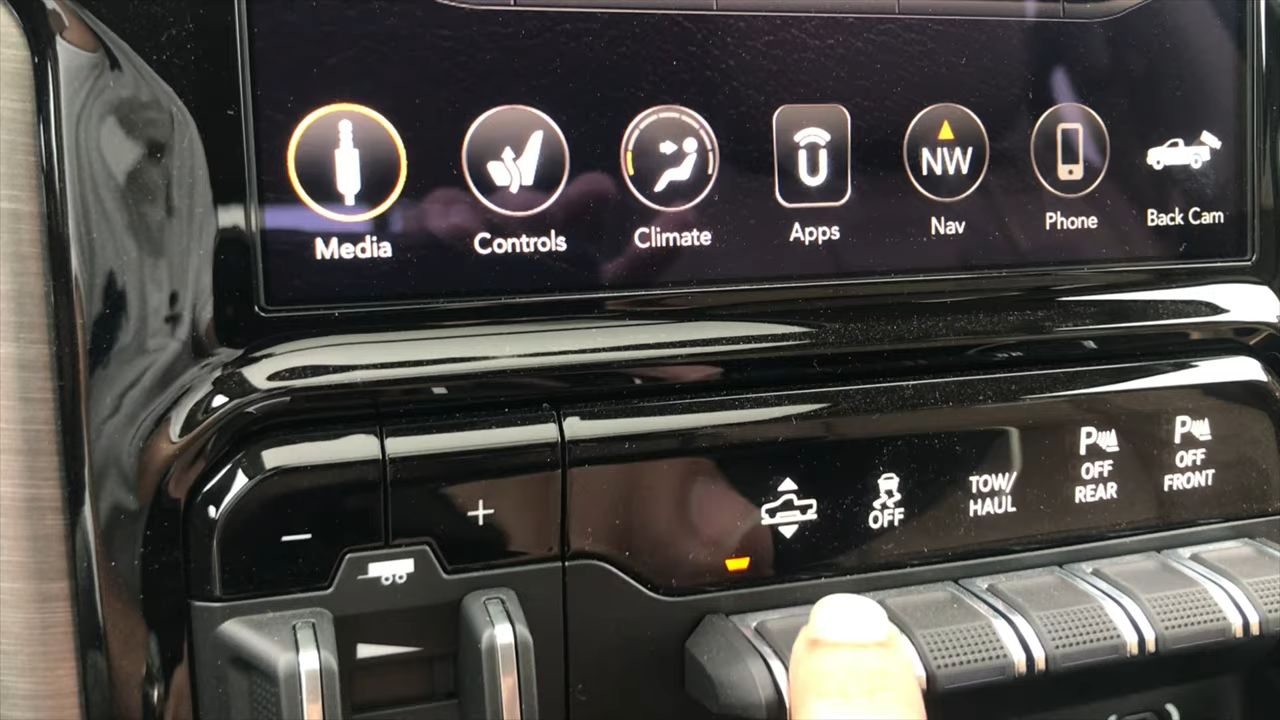 NW
Media
Controls
Climate
Apps
Nav
Phone
Back Cam
− +
OFF
TOW/
HAUL
P
OFF
REAR
P
OFF
FRONT